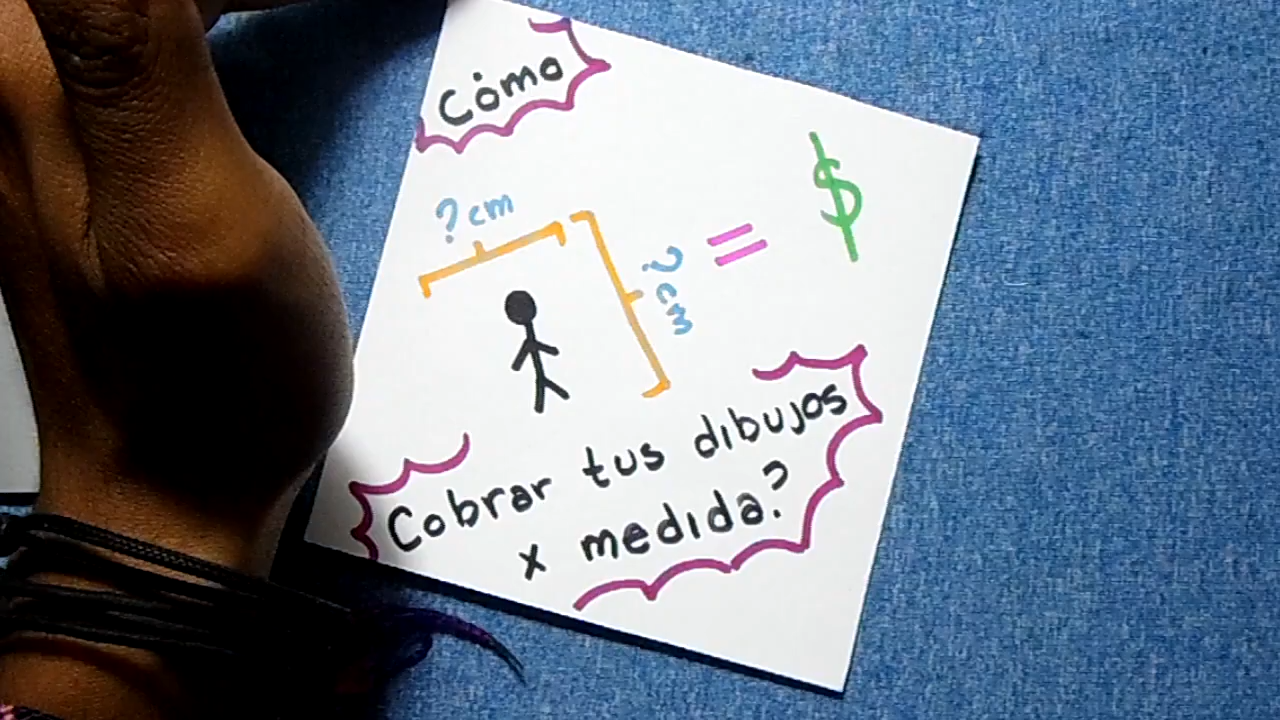 Cómo
? cm
? cm
= $
Cobrar tus dibujos
x medida?